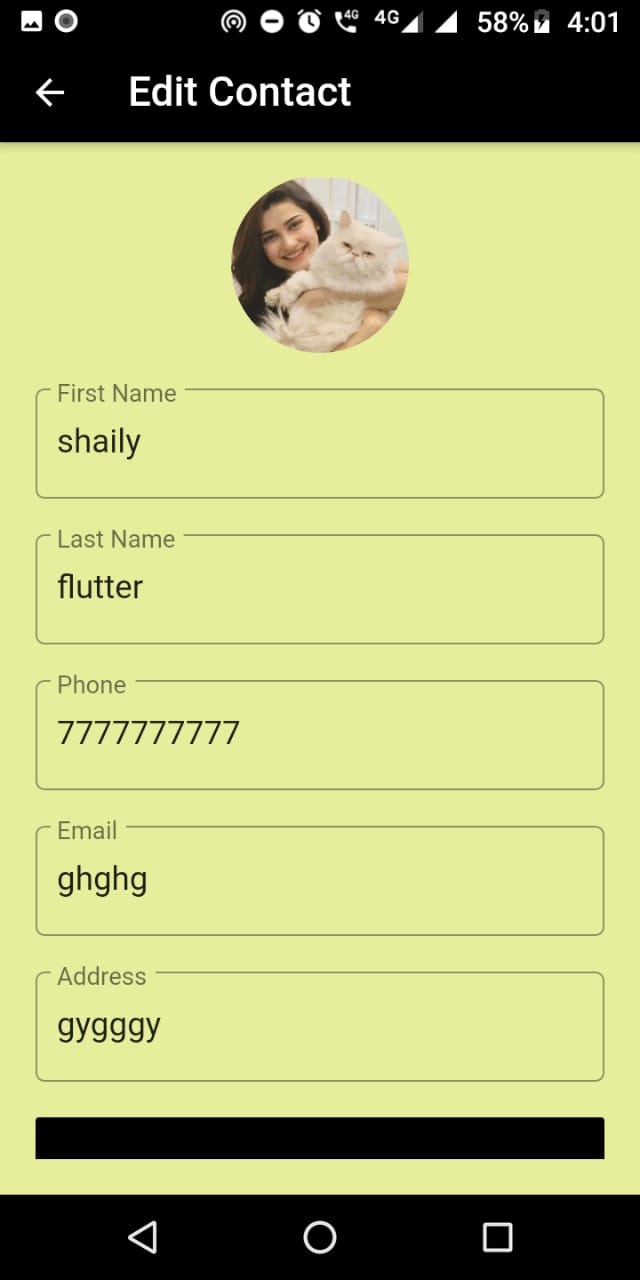 4G 4G 58% 4:01
Edit Contact
First Name
shaily
Last Name
flutter
Phone
7777777777
Email
ghghg
Address
gygggy